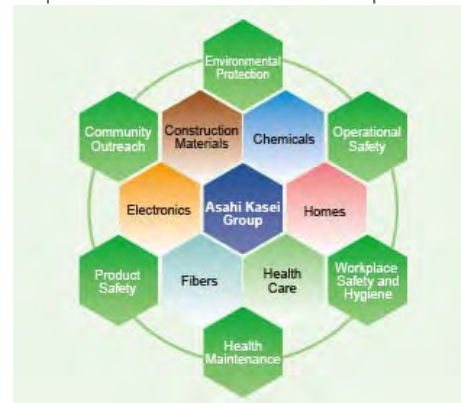 Environmental
Protection
Community
Outreach
Construction
Materials
Chemicals
Operational
Safety
Electronics
Asahi Kasei
Group
Homes
Product
Safety
Fibers
Health
Care
Workplace
Safety and
Hygiene
Health
Maintenance